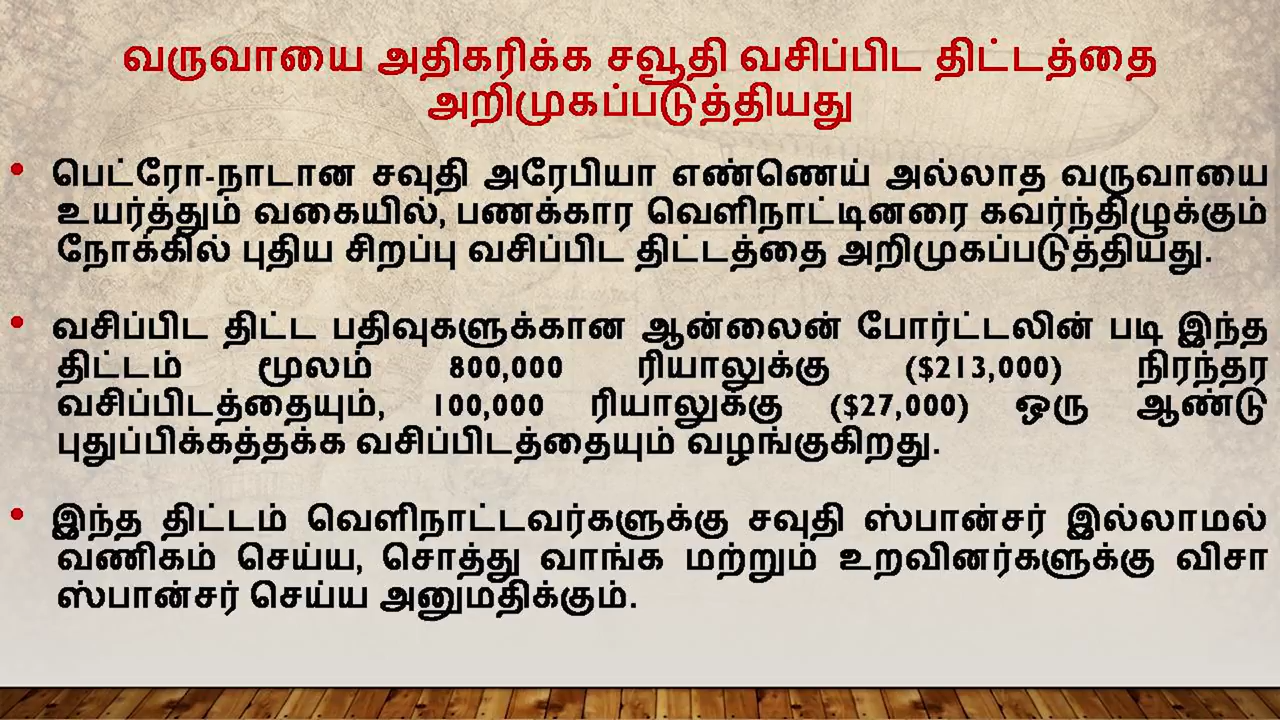 வருவாயை அதிகரிக்க சவூதி வசிப்பிட திட்டத்தை
அறிமுகப்படுத்தியது
• பெட்ரோ-நாடான சவுதி அரேபியா எண்ணெய் அல்லாத வருவாயை
உயர்த்தும் வகையில், பணக்கார வெளிநாட்டினரை கவர்ந்திழுக்கும்
நோக்கில் புதிய சிறப்பு வசிப்பிட திட்டத்தை அறிமுகப்படுத்தியது.
• வசிப்பிட திட்ட பதிவுகளுக்கான ஆன்லைன் போர்ட்டலின் படி இந்த
திட்டம் மூலம் 800,000 ரியாலுக்கு ($213,000) நிரந்தர
வசிப்பிடத்தையும், 100,000 ரியாலுக்கு ($27,000) ஒரு ஆண்டு
புதுப்பிக்கத்தக்க வசிப்பிடத்தையும் வழங்குகிறது.
• இந்த திட்டம் வெளிநாட்டவர்களுக்கு சவுதி ஸ்பான்சர் இல்லாமல்
வணிகம் செய்ய, சொத்து வாங்க மற்றும் உறவினர்களுக்கு விசா
ஸ்பான்சர் செய்ய அனுமதிக்கும்.